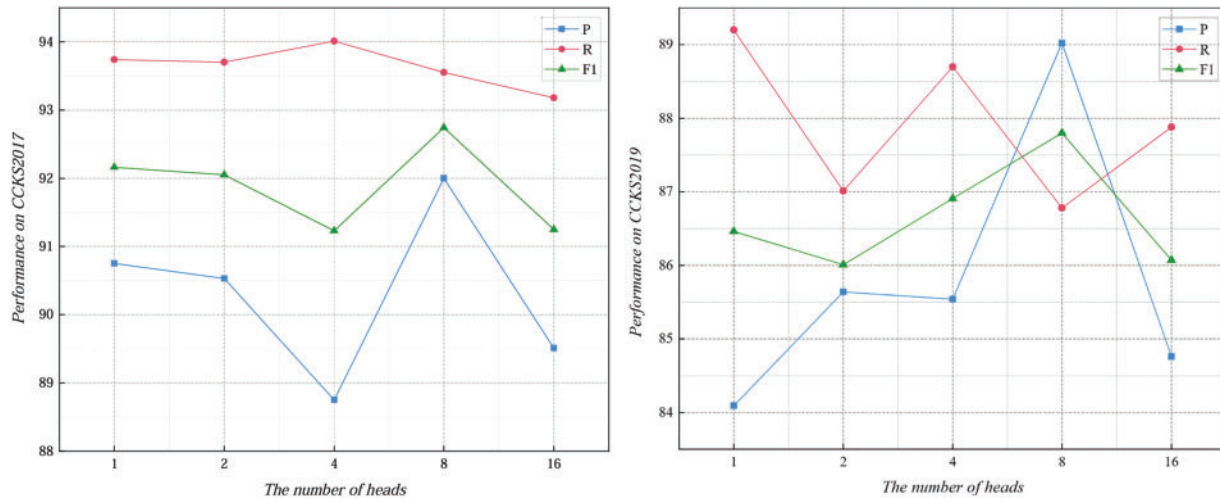 Performance on CCKS2017
94
93
92
91
90
89
88
1 2 4 8 16
The number of heads
P
R
F1
Performance on CCKS2019
89
88
87
86
85
84
1 2 4 8 16
The number of heads
P
R
F1